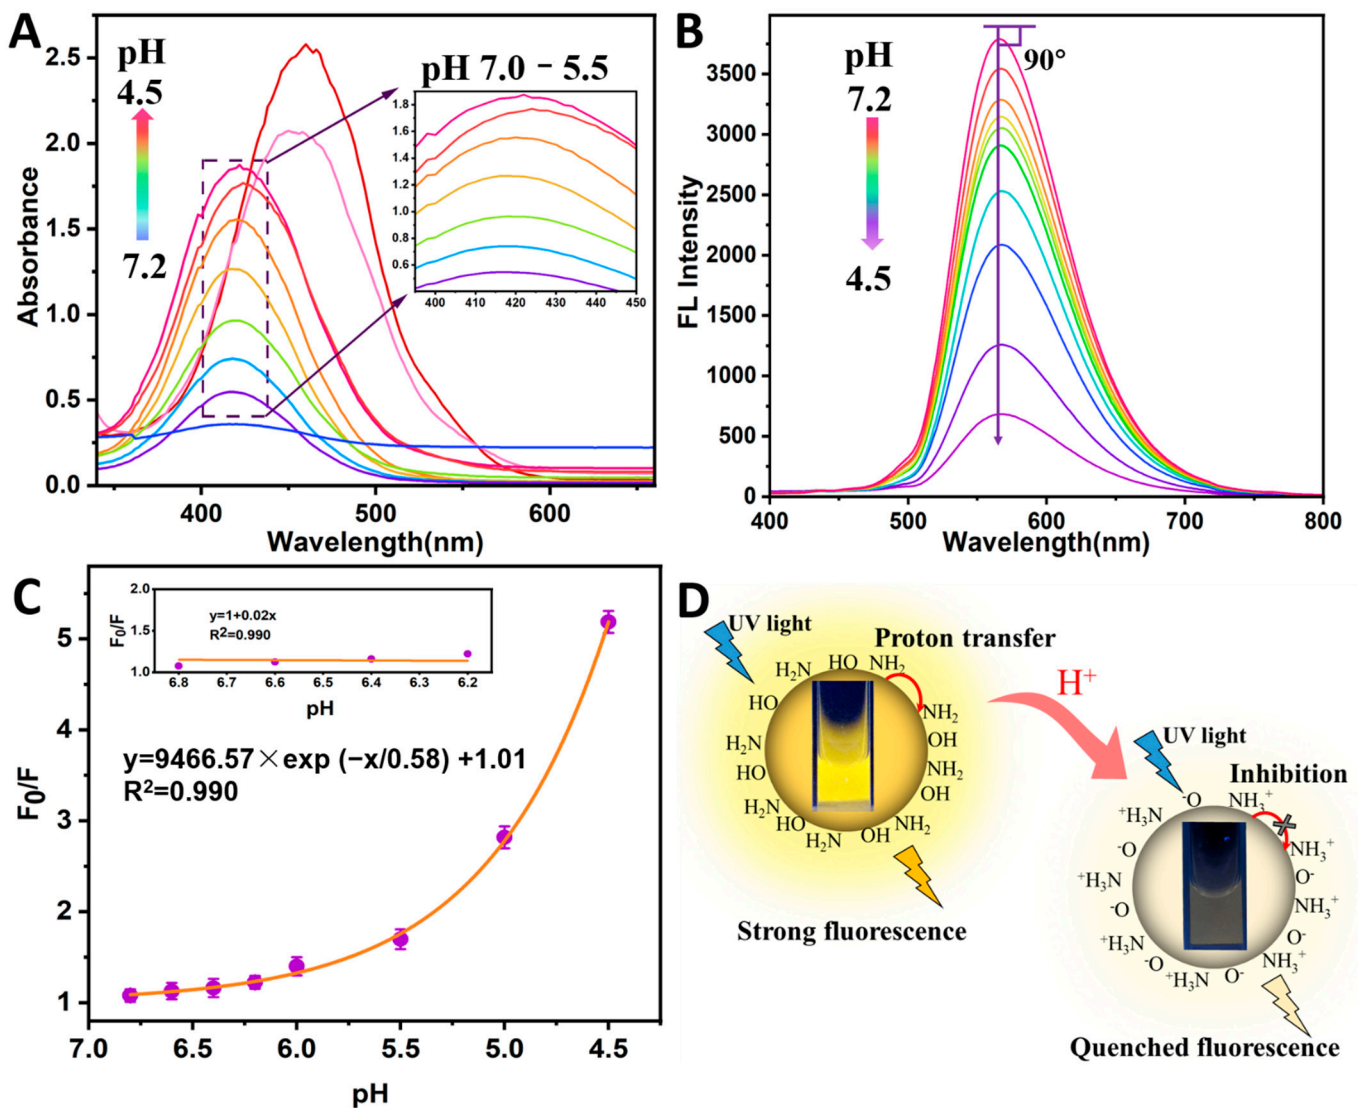 A
pH
4.5
7.2
pH 7.0 – 5.5
1.8
1.6
1.4
1.2
1.0
0.8
0.6
400 410 420 430 440 450
2.5
2.0
1.5
1.0
0.5
0.0
Absorbance
400 500 600
Wavelength(nm)
B
pH
7.2
4.5
90°
3500
3000
2500
2000
1500
1000
500
0
FL Intensity
400 500 600 700 800
Wavelength(nm)
C
2.0
1.5
1.0
F0/F
y=1+0.02x
R2=0.990
6.8 6.7 6.6 6.5 6.4 6.3 6.2
pH
y=9466.57×exp (−x/0.58) +1.01
R2=0.990
5
4
3
2
1
F0/F
7.0 6.5 6.0 5.5 5.0 4.5
pH
D
UV light
Proton transfer
H2N HO NH2
HO NH2
H2N OH
HO NH2
H2N OH
HO NH2
H2N OH
Strong fluorescence
H+
UV light
Inhibition
-O NH3+
+H3N NH3+
-O O-
+H3N NH3+
-O O-
+H3N NH3+
-O +H3N O-
Quenched fluorescence